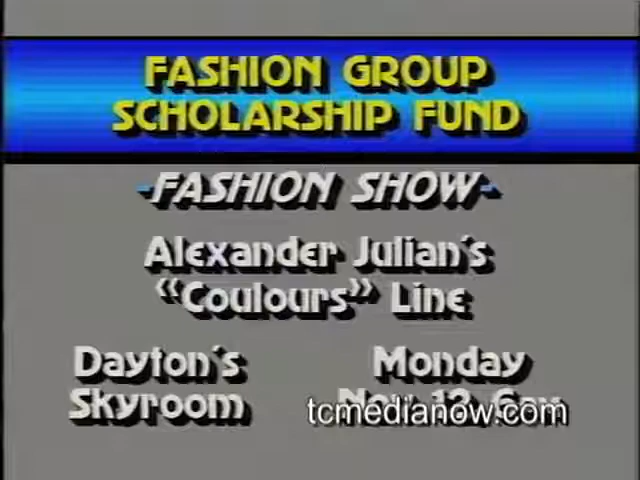 FASHION GROUP
SCHOLARSHIP FUND
-FASHION SHOW-
Alexander Julian's
"Coulours" Line
Dayton's Monday
Skyroom tcmedianow.com